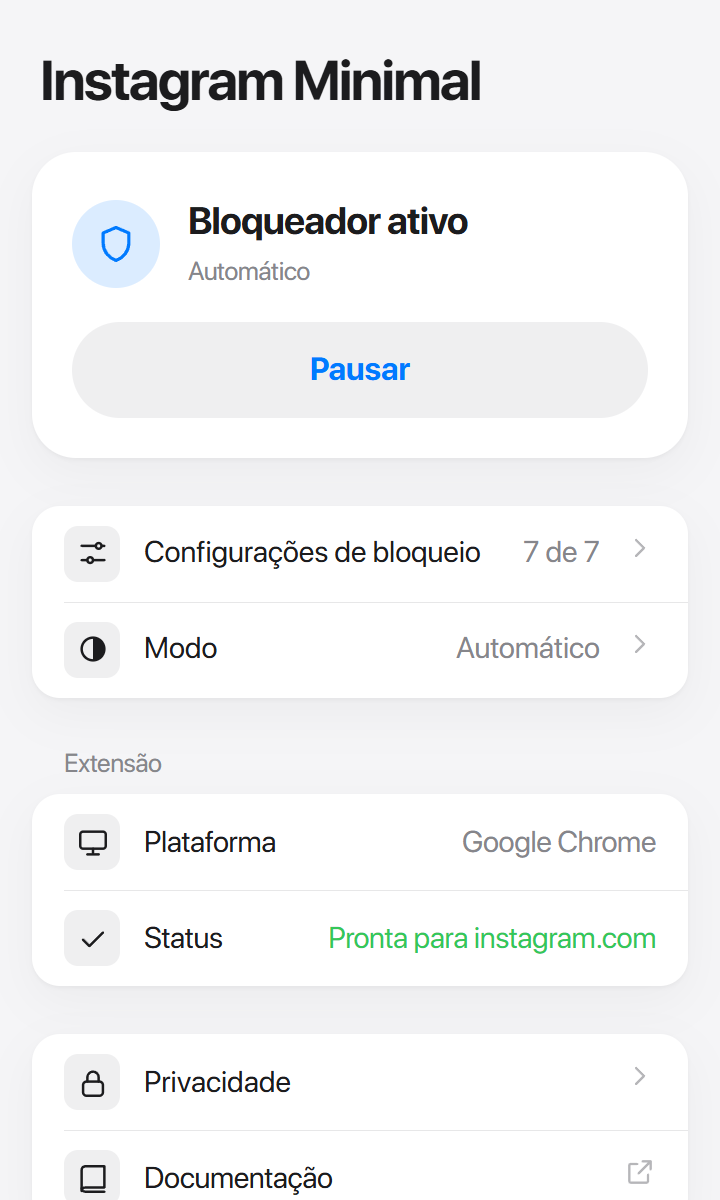 Instagram Minimal
Bloqueador ativo
Automático
Pausar
Configurações de bloqueio 7 de 7
Modo Automático
Extensão
Plataforma Google Chrome
Status Pronta para instagram.com
Privacidade
Documentação